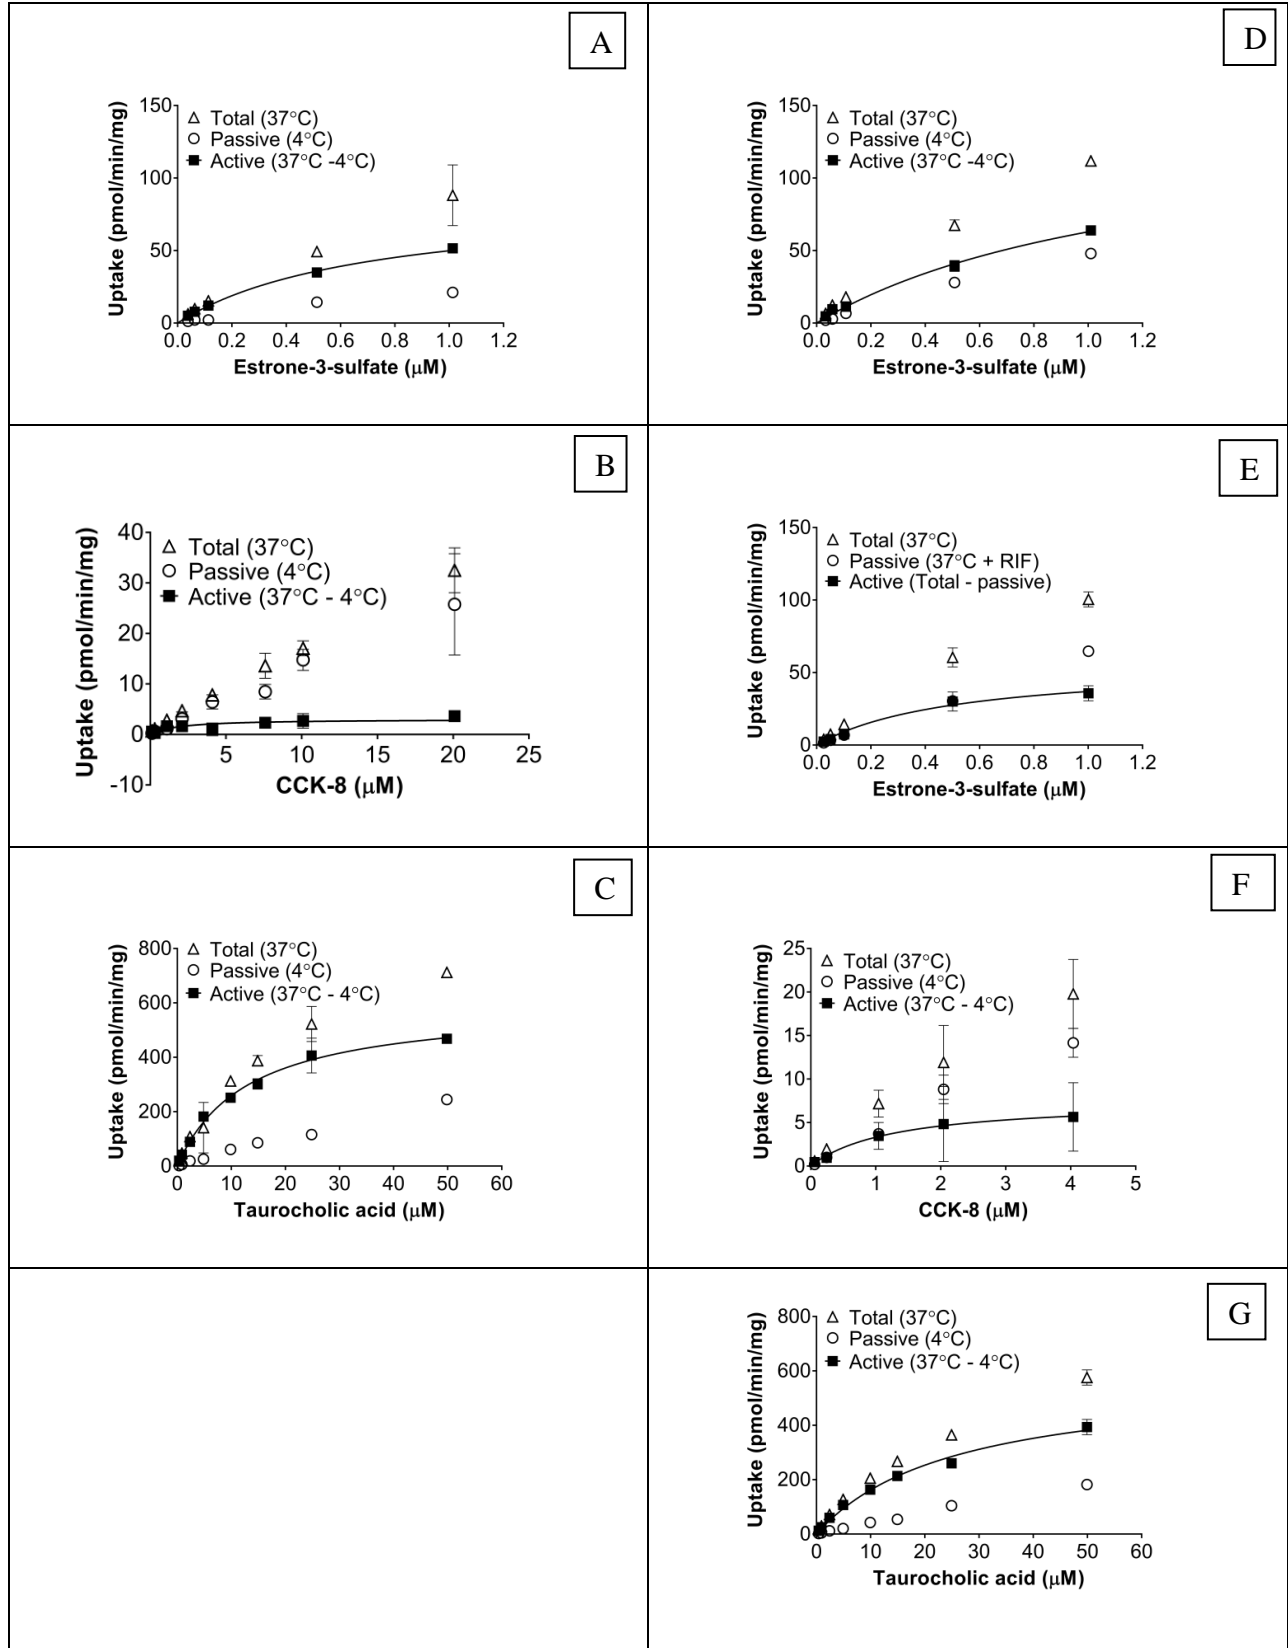 A
Uptake (pmol/min/mg)
150
100
50
0
Total (37°C)
Passive (4°C)
Active (37°C -4°C)
0.0 0.2 0.4 0.6 0.8 1.0 1.2
Estrone-3-sulfate (μM)
D
Uptake (pmol/min/mg)
150
100
50
0
Total (37°C)
Passive (4°C)
Active (37°C -4°C)
0.0 0.2 0.4 0.6 0.8 1.0 1.2
Estrone-3-sulfate (μM)
B
Uptake (pmol/min/mg)
40
30
20
10
0
-10
Total (37°C)
Passive (4°C)
Active (37°C - 4°C)
5 10 15 20 25
CCK-8 (μM)
E
Uptake (pmol/min/mg)
150
100
50
0
Total (37°C)
Passive (37°C + RIF)
Active (Total - passive)
0.0 0.2 0.4 0.6 0.8 1.0 1.2
Estrone-3-sulfate (μM)
C
Uptake (pmol/min/mg)
800
600
400
200
0
Total (37°C)
Passive (4°C)
Active (37°C - 4°C)
0 10 20 30 40 50 60
Taurocholic acid (μM)
F
Uptake (pmol/min/mg)
25
20
15
10
5
0
Total (37°C)
Passive (4°C)
Active (37°C - 4°C)
0 1 2 3 4 5
CCK-8 (μM)
G
Uptake (pmol/min/mg)
800
600
400
200
0
Total (37°C)
Passive (4°C)
Active (37°C - 4°C)
0 10 20 30 40 50 60
Taurocholic acid (μM)